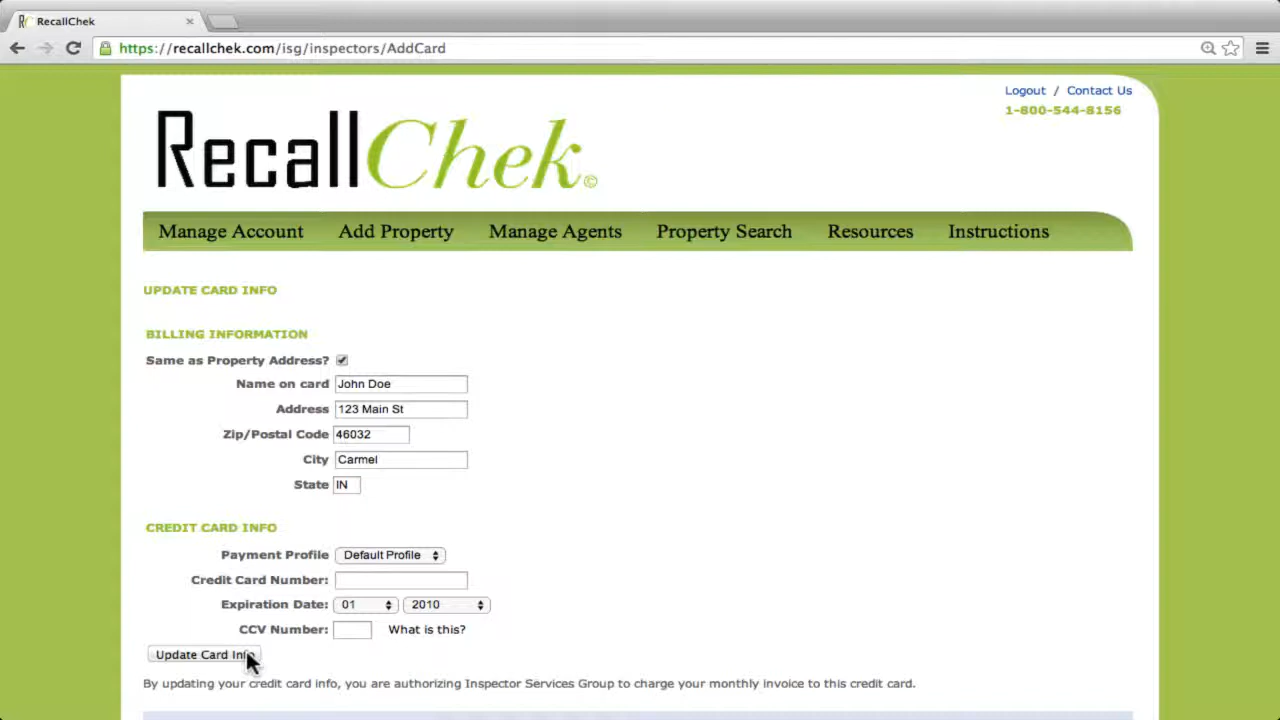 RecallChek
https://recallchek.com/isg/inspectors/AddCard
Logout / Contact Us
1-800-544-8156
RecallChek©
Manage Account Add Property Manage Agents Property Search Resources Instructions
UPDATE CARD INFO
BILLING INFORMATION
Same as Property Address?
Name on card John Doe
Address 123 Main St
Zip/Postal Code 46032
City Carmel
State IN
CREDIT CARD INFO
Payment Profile Default Profile
Credit Card Number:
Expiration Date: 01 2010
CCV Number: What is this?
Update Card Info
By updating your credit card info, you are authorizing Inspector Services Group to charge your monthly invoice to this credit card.